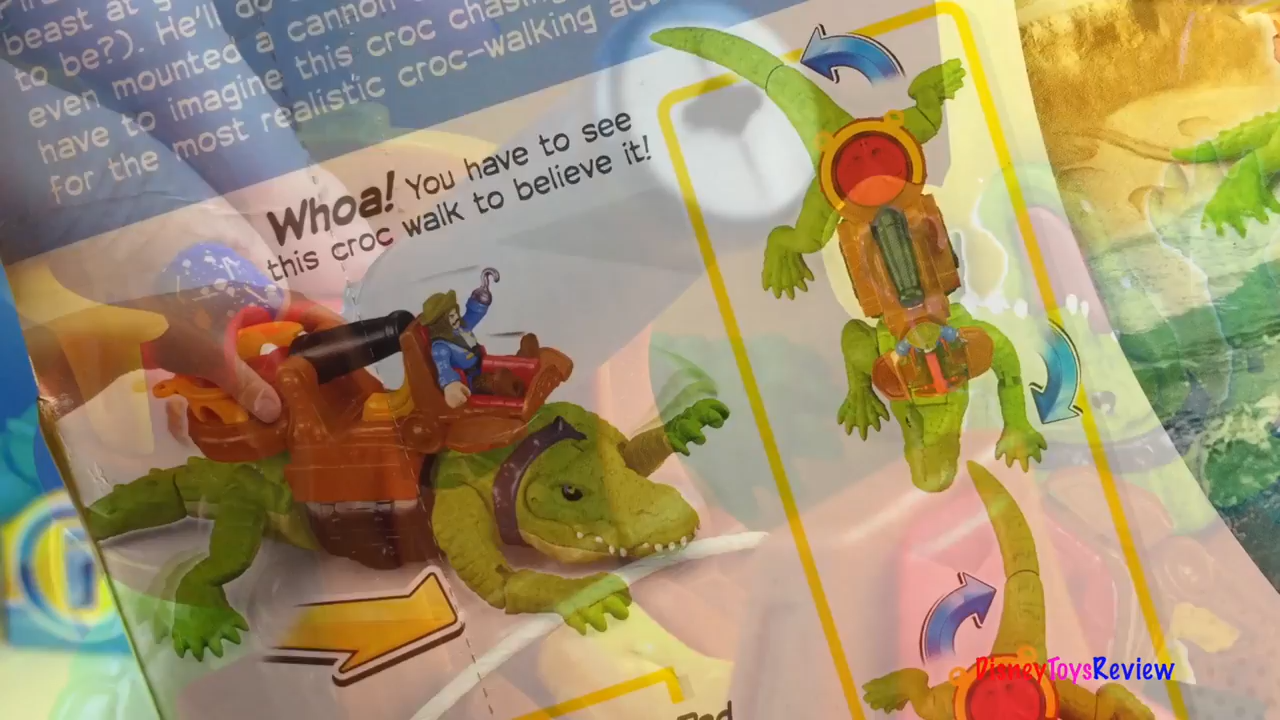 beast at
to be?). He'll do
even mounted a cannon
have to imagine this croc chasing
for the most realistic croc-walking
Whoa! You have to see
this croc walk to believe it!
DisneyToysReview